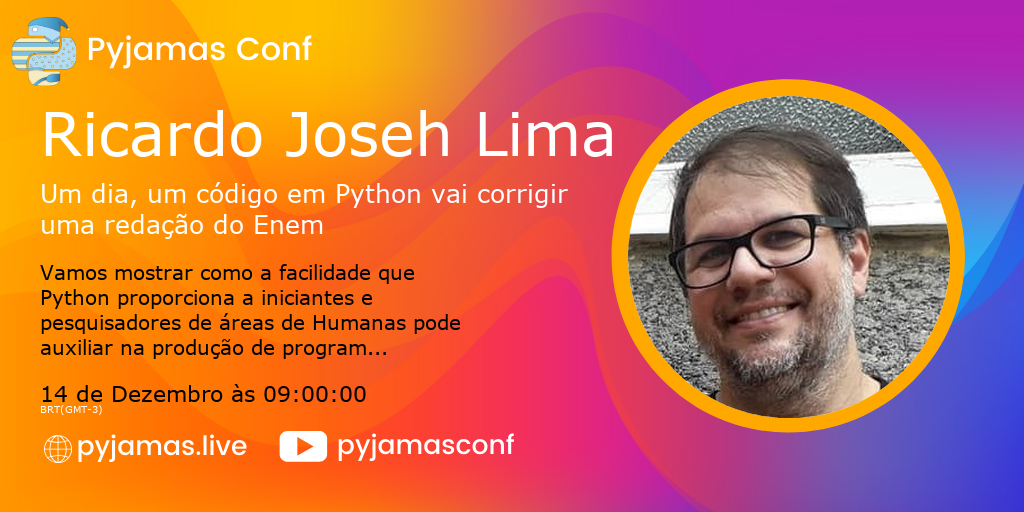 Pyjamas Conf
Ricardo Joseh Lima
Um dia, um código em Python vai corrigir
uma redação do Enem
Vamos mostrar como a facilidade que
Python proporciona a iniciantes e
pesquisadores de áreas de Humanas pode
auxiliar na produção de program...
14 de Dezembro às 09:00:00
BRT(GMT-3)
pyjamas.live
pyjamasconf